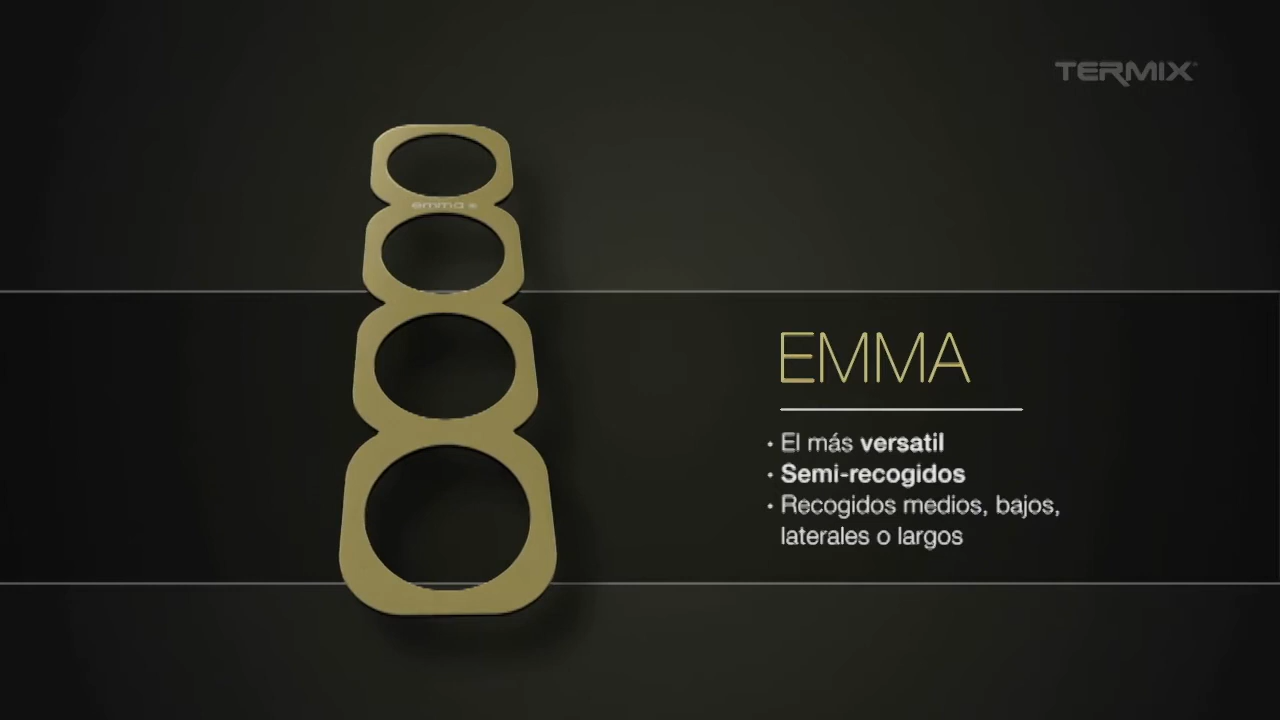 TERMIX
emma
EMMA
• El más versatil
• Semi-recogidos
• Recogidos medios, bajos,
laterales o largos